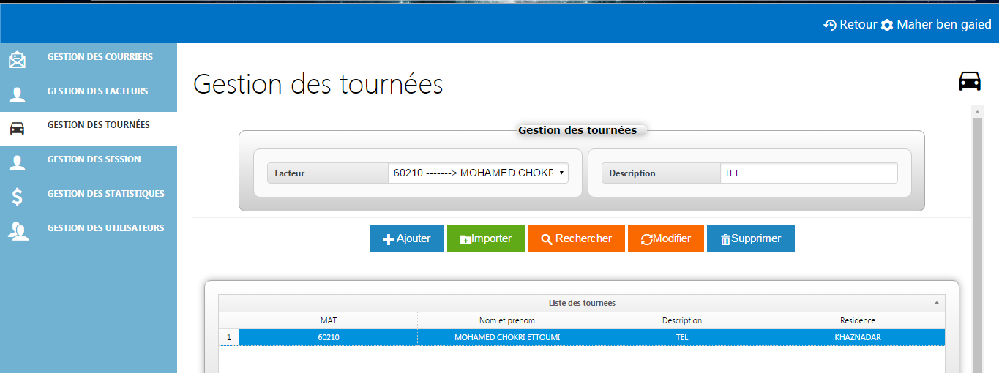 Retour Maher ben gaied
GESTION DES COURRIERS
GESTION DES FACTEURS
GESTION DES TOURNÉES
GESTION DES SESSION
GESTION DES STATISTIQUES
GESTION DES UTILISATEURS
Gestion des tournées
Gestion des tournées
Facteur 60210 -------> MOHAMED CHOKR Description TEL
Ajouter Importer Rechercher Modifier Supprimer
Liste des tournees
MAT Nom et prenom Description Residence
1 60210 MOHAMED CHOKRI ETTOUMI TEL KHAZNADAR